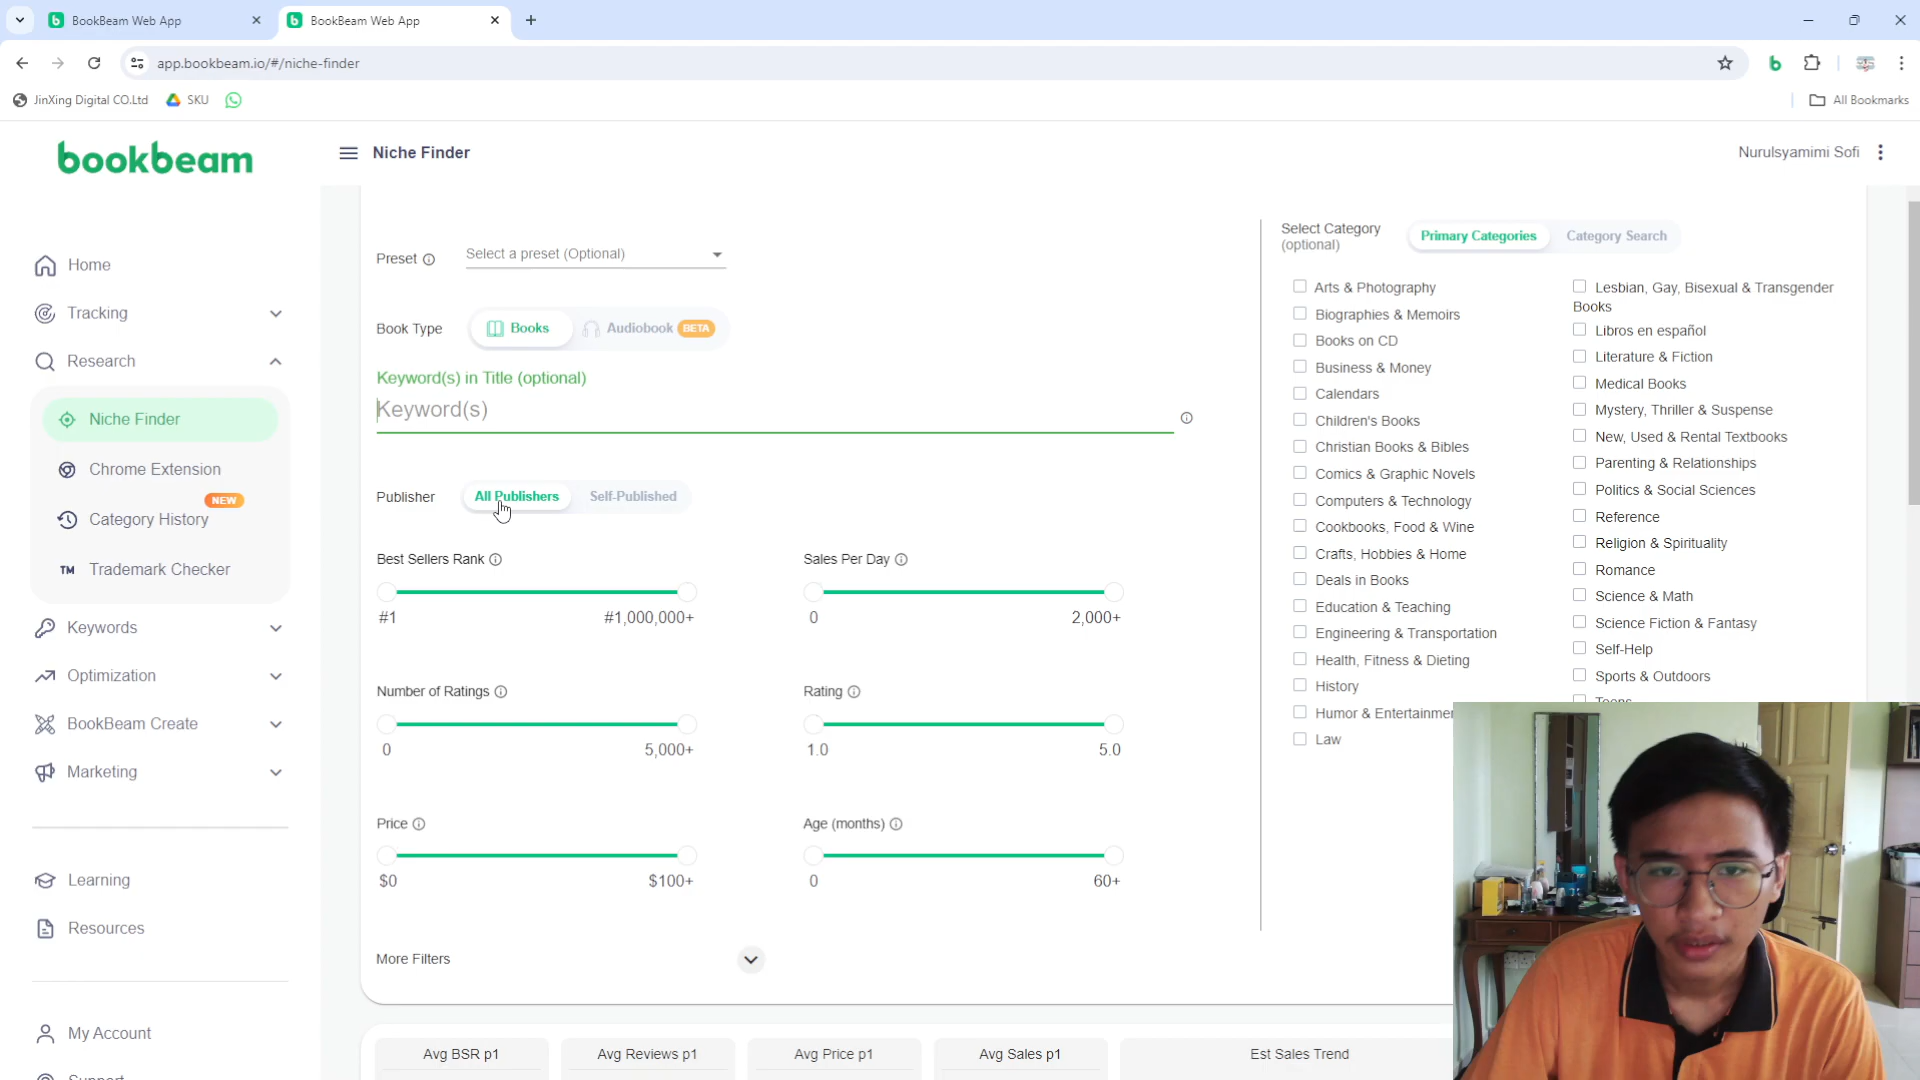 BookBeam Web App
BookBeam Web App
app.bookbeam.io/#/niche-finder
JinXing Digital CO.Ltd
SKU
All Bookmarks
bookbeam
Niche Finder
Nurulsyamimi Sofi
Home
Tracking
Research
Niche Finder
Chrome Extension
NEW
Category History
TM Trademark Checker
Keywords
Optimization
BookBeam Create
Marketing
Learning
Resources
My Account
Support
Preset
Select a preset (Optional)
Book Type
Books
Audiobook BETA
Keyword(s) in Title (optional)
Keyword(s)
Publisher
All Publishers
Self-Published
Best Sellers Rank
#1
#1,000,000+
Sales Per Day
0
2,000+
Number of Ratings
0
5,000+
Rating
1.0
5.0
Price
$0
$100+
Age (months)
0
60+
More Filters
Select Category
(optional)
Primary Categories
Category Search
Arts & Photography
Biographies & Memoirs
Books on CD
Business & Money
Calendars
Children's Books
Christian Books & Bibles
Comics & Graphic Novels
Computers & Technology
Cookbooks, Food & Wine
Crafts, Hobbies & Home
Deals in Books
Education & Teaching
Engineering & Transportation
Health, Fitness & Dieting
History
Humor &
Law
Lesbian, Gay, Bisexual & Transgender
Books
Libros en español
Literature & Fiction
Medical Books
Mystery, Thriller & Suspense
New, Used & Rental Textbooks
Parenting & Relationships
Politics & Social Sciences
Reference
Religion & Spirituality
Romance
Science & Math
Science Fiction & Fantasy
Self-Help
Sports & Outdoors
Avg BSR p1
Avg Reviews p1
Avg Price p1
Avg Sales p1
Est Sales Trend